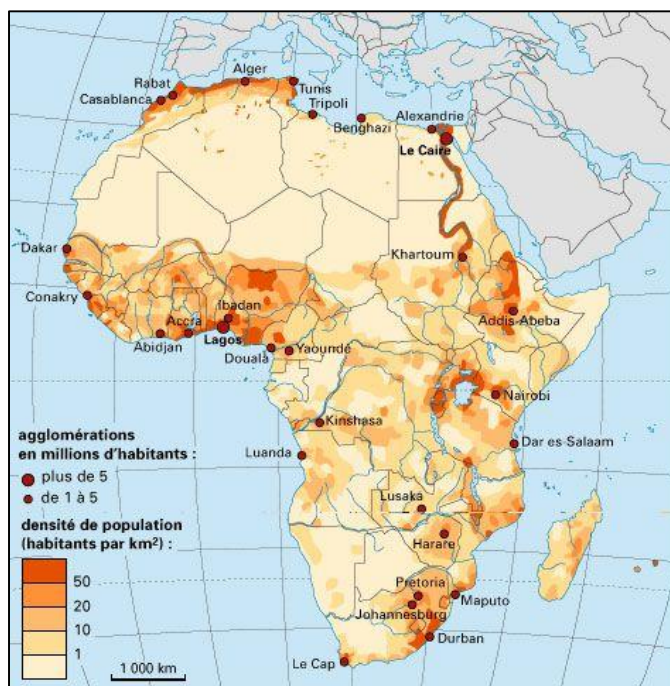 Alger
Tunis
Rabat
Casablanca
Tripoli
Benghazi
Alexandrie
Le Caire
Khartoum
Dakar
Conakry
Ibadan
Accra
Lagos
Abidjan
Douala
Yaoundé
Addis-Abeba
Nairobi
Kinshasa
Dar es-Salaam
Luanda
Lusaka
Harare
Pretoria
Johannesburg
Maputo
Durban
Le Cap
agglomérations
en millions d'habitants :
plus de 5
de 1 à 5
densité de population
(habitants par km²) :
50
20
10
1
1 000 km